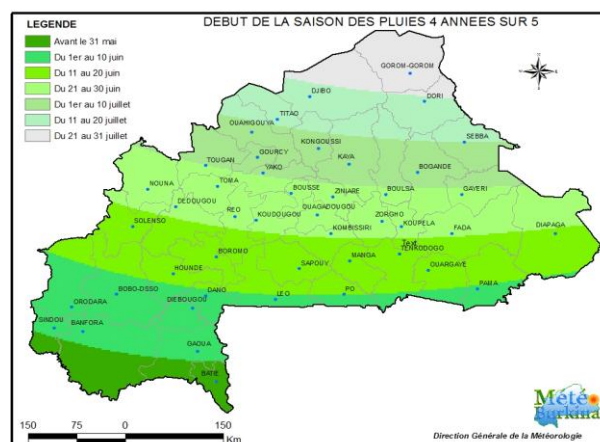 DEBUT DE LA SAISON DES PLUIES 4 ANNEES SUR 5
LEGENDE
Avant le 31 mai
Du 1er au 10 juin
Du 11 au 20 juin
Du 21 au 30 juin
Du 1er au 10 juillet
Du 11 au 20 juillet
Du 21 au 31 juillet
GOROM-GOROM
DJIBO
DORI
TITAO
OUAHIGOUYA
SEBBA
KONGOUSSI
GOURCY
TOUGAN
KAYA
YAKO
BOGANDE
NOUNA
TOMA
BOUSSE
ZINIARE
BOULSA
GAYERI
DEDOUGOU
REO
KOUDOUGOU
OUAGADOUGOU
ZORGHO
KOUPELA
SOLENSO
KOMBISSIRI
FADA
DIAPAGA
Text
BOROMO
TENKODOGO
MANGA
SAPOUY
OUARGAYE
HOUNDE
PAMA
BOBO-DSSO
DANO
LEO
PO
ORODARA
DIEBOUGOU
SINDOU
BANFORA
GAOUA
BATIE
150 75 0 150
Km
Météo
Burkina
Direction Générale de la Météorologie